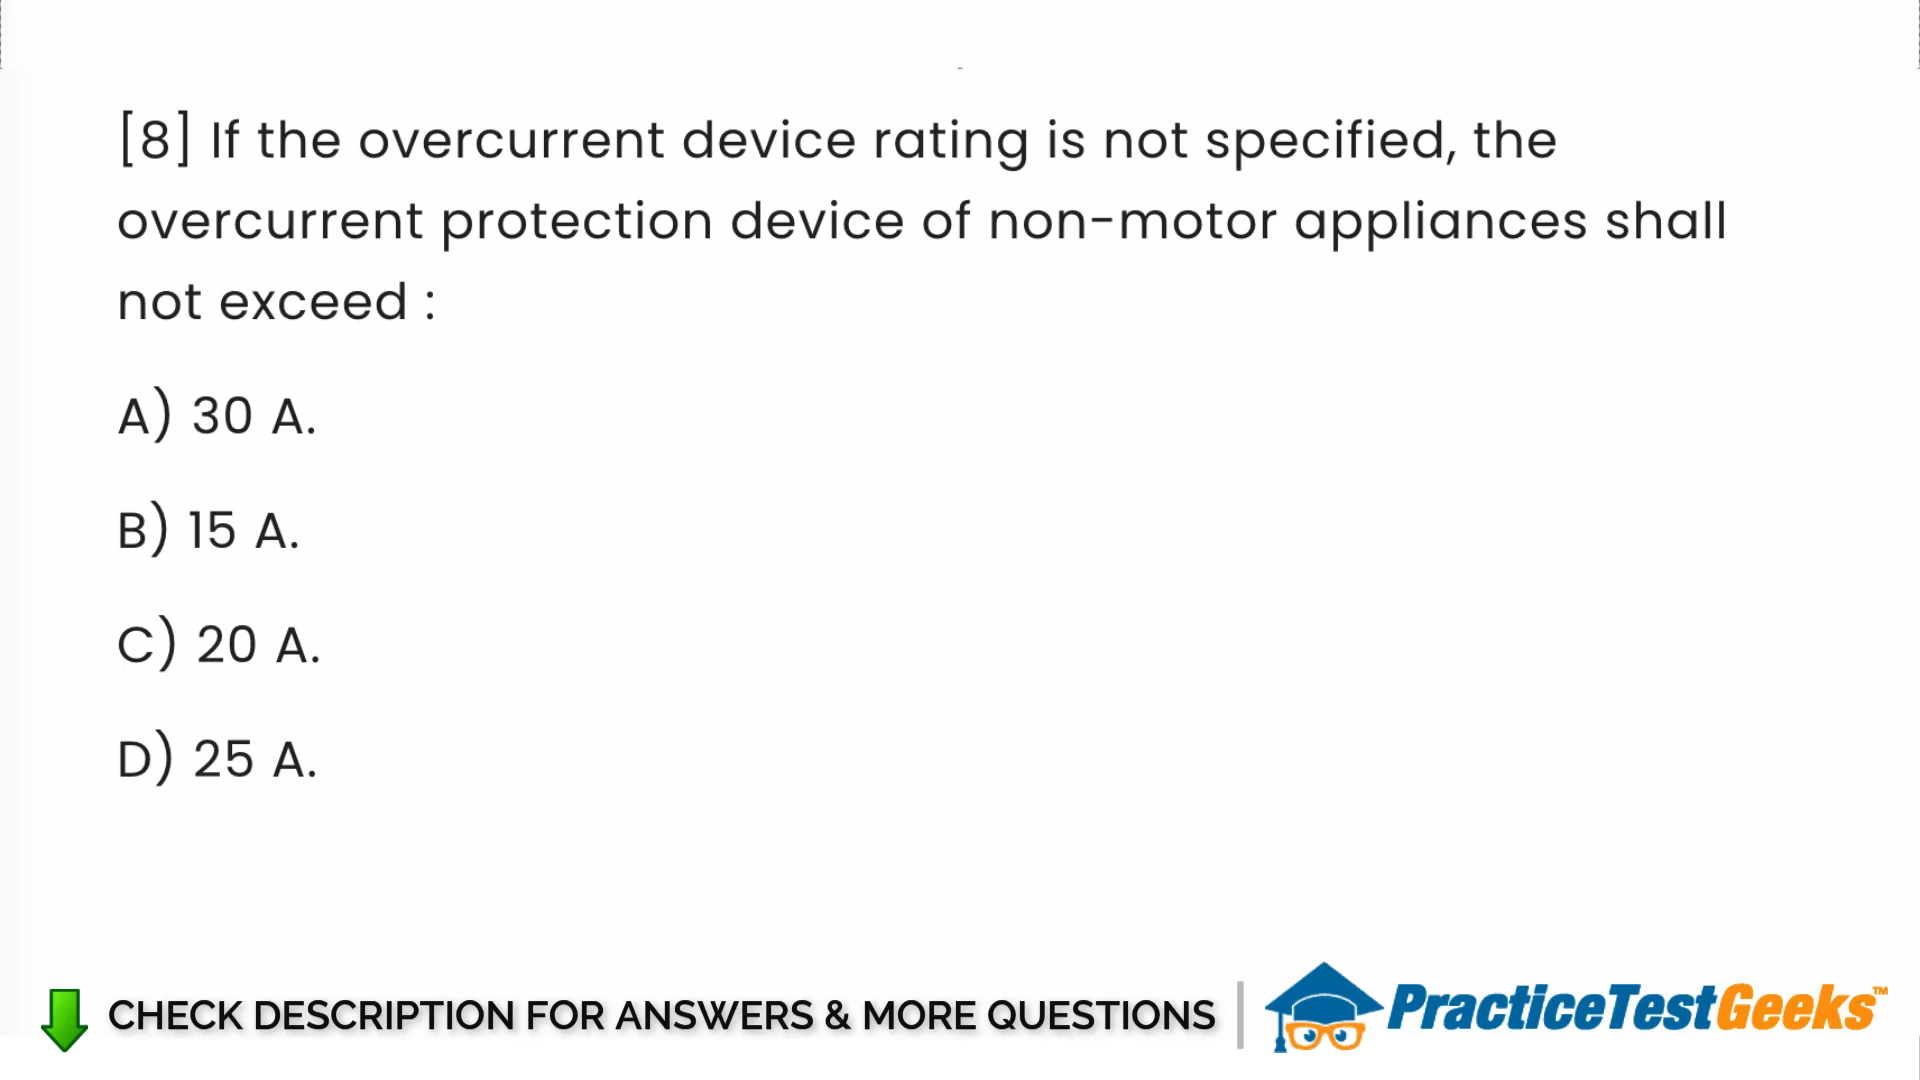 [8] If the overcurrent device rating is not specified, the
overcurrent protection device of non-motor appliances shall
not exceed :
A) 30 A.
B) 15 A.
C) 20 A.
D) 25 A.
CHECK DESCRIPTION FOR ANSWERS & MORE QUESTIONS
PracticeTestGeeks™